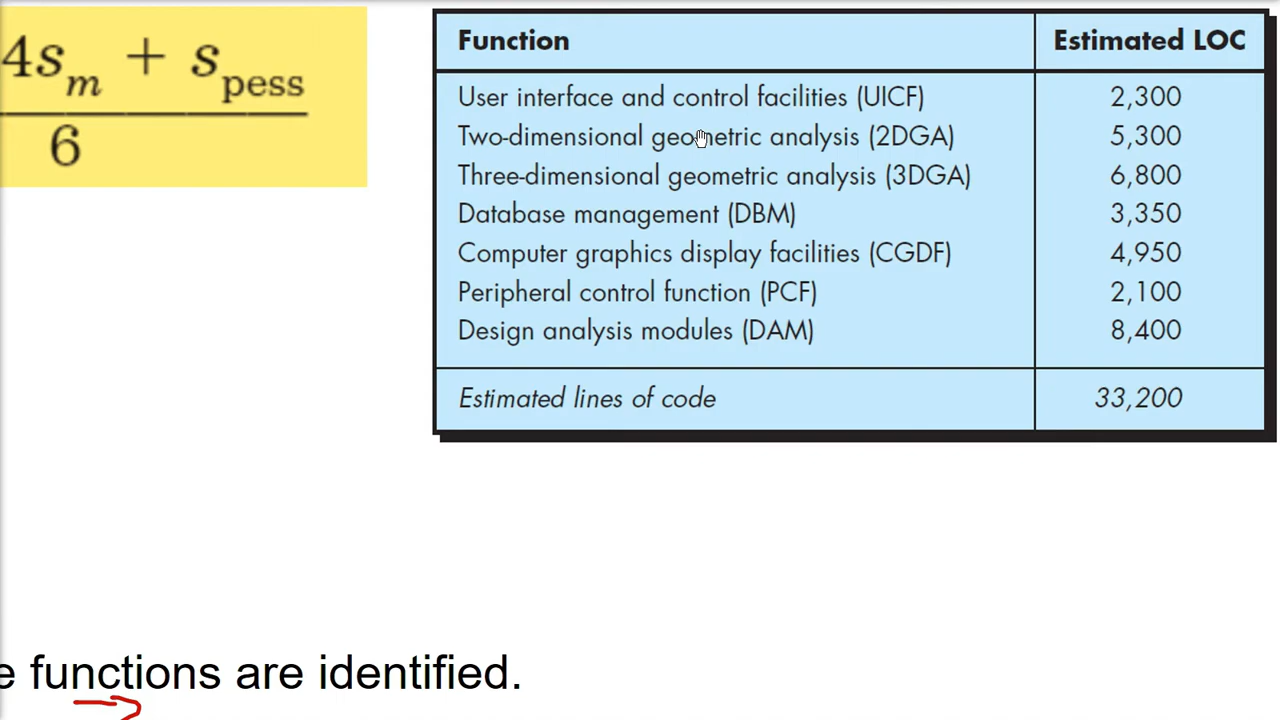 4s_m + s_pess
6
Function Estimated LOC
User interface and control facilities (UICF) 2,300
Two-dimensional geometric analysis (2DGA) 5,300
Three-dimensional geometric analysis (3DGA) 6,800
Database management (DBM) 3,350
Computer graphics display facilities (CGDF) 4,950
Peripheral control function (PCF) 2,100
Design analysis modules (DAM) 8,400
Estimated lines of code 33,200
e functions are identified.